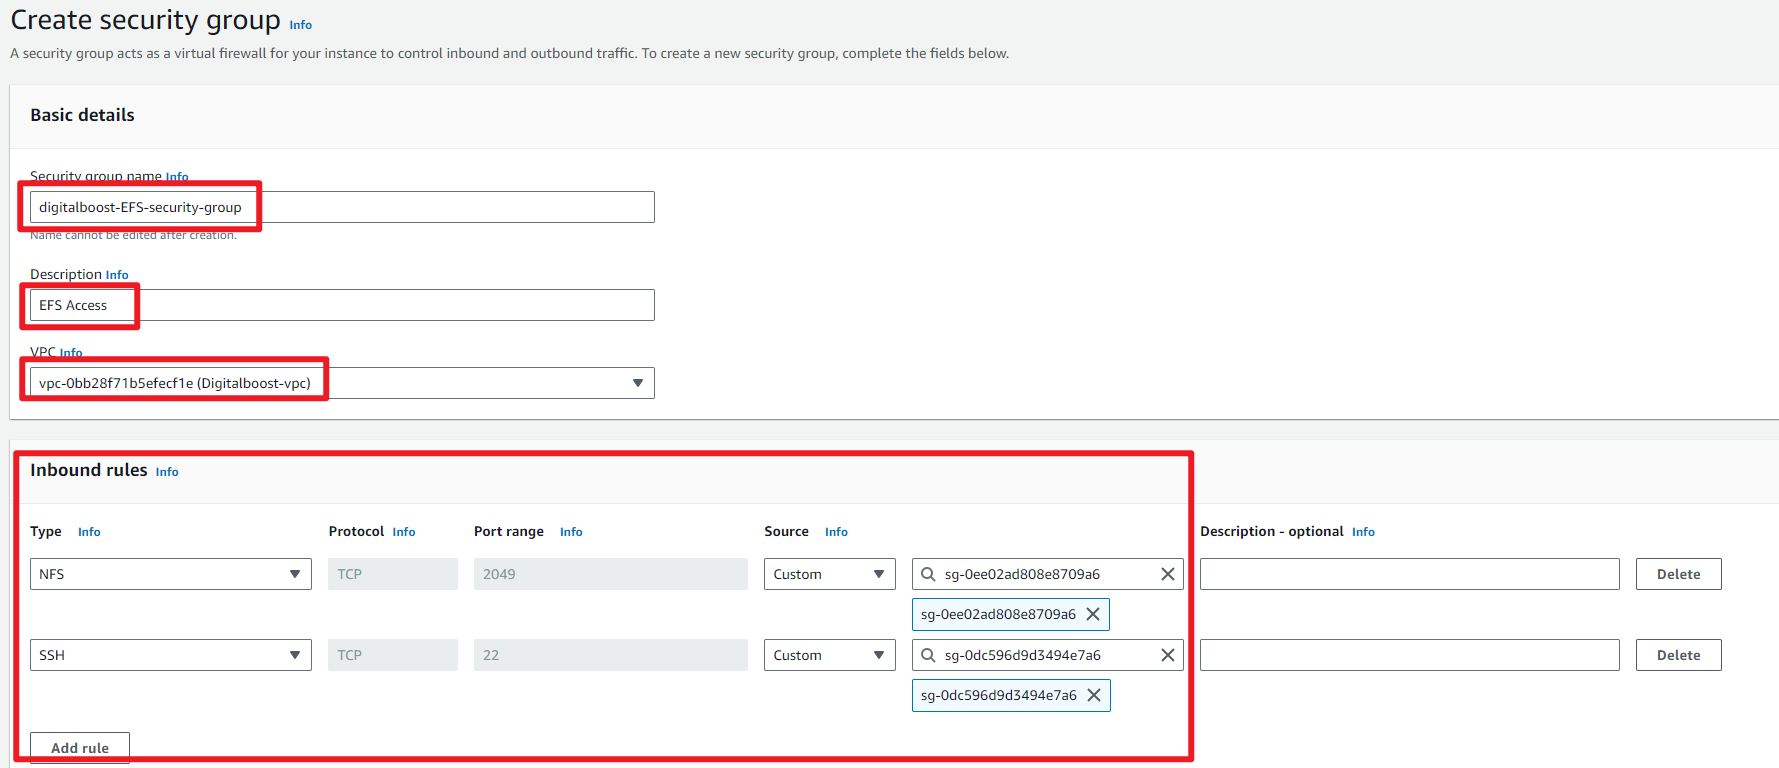 Create security group Info
A security group acts as a virtual firewall for your instance to control inbound and outbound traffic. To create a new security group, complete the fields below.
Basic details
Security group name Info
digitalboost-EFS-security-group
Name cannot be edited after creation.
Description Info
EFS Access
VPC Info
vpc-0bb28f71b5efecf1e (Digitalboost-vpc)
Inbound rules Info
Type Info Protocol Info Port range Info Source Info Description - optional Info
NFS TCP 2049 Custom sg-0ee02ad808e8709a6 Delete
sg-0ee02ad808e8709a6
SSH TCP 22 Custom sg-0dc596d9d3494e7a6 Delete
sg-0dc596d9d3494e7a6
Add rule